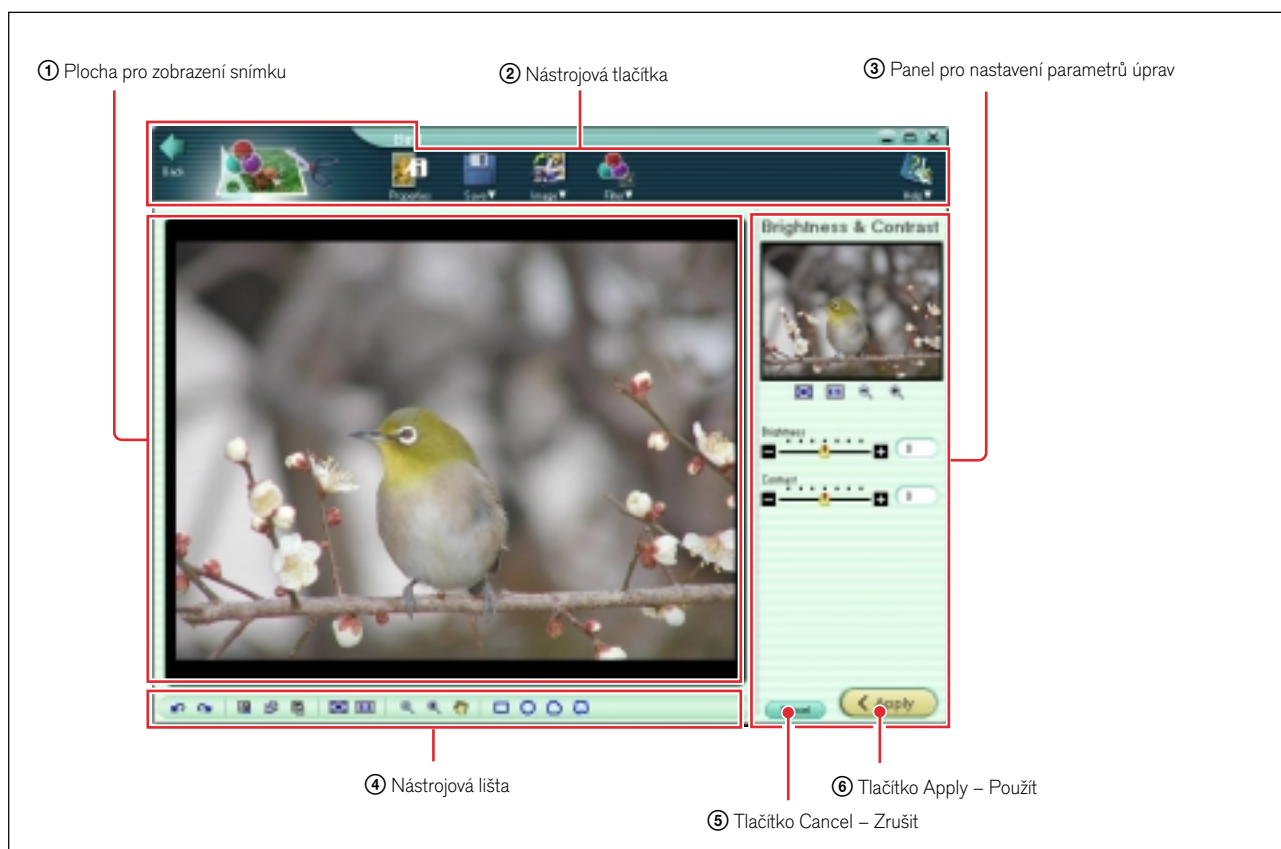 ① Plocha pro zobrazení snímku
② Nástrojová tlačítka
③ Panel pro nastavení parametrů úprav
Back
Properties
Save▼
Image▼
Filter▼
Help▼
Brightness & Contrast
Brightness
Contrast
Cancel
Apply
④ Nástrojová lišta
⑥ Tlačítko Apply – Použít
⑤ Tlačítko Cancel – Zrušit